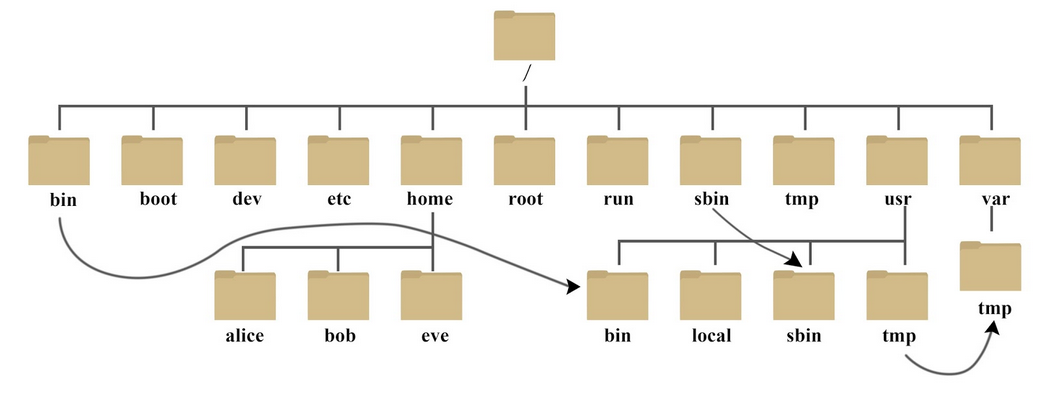 /
bin boot dev etc home root run sbin tmp usr var
tmp
alice bob eve bin local sbin tmp